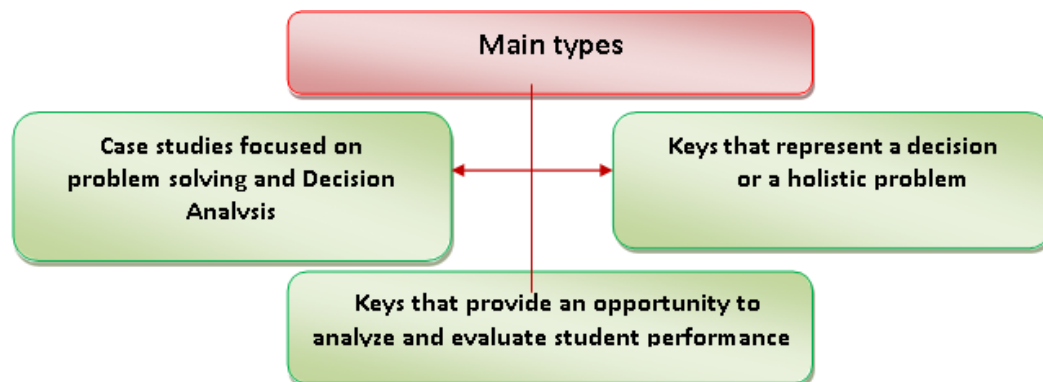 Main types
Case studies focused on
problem solving and Decision
Analysis
Keys that represent a decision
or a holistic problem
Keys that provide an opportunity to
analyze and evaluate student performance